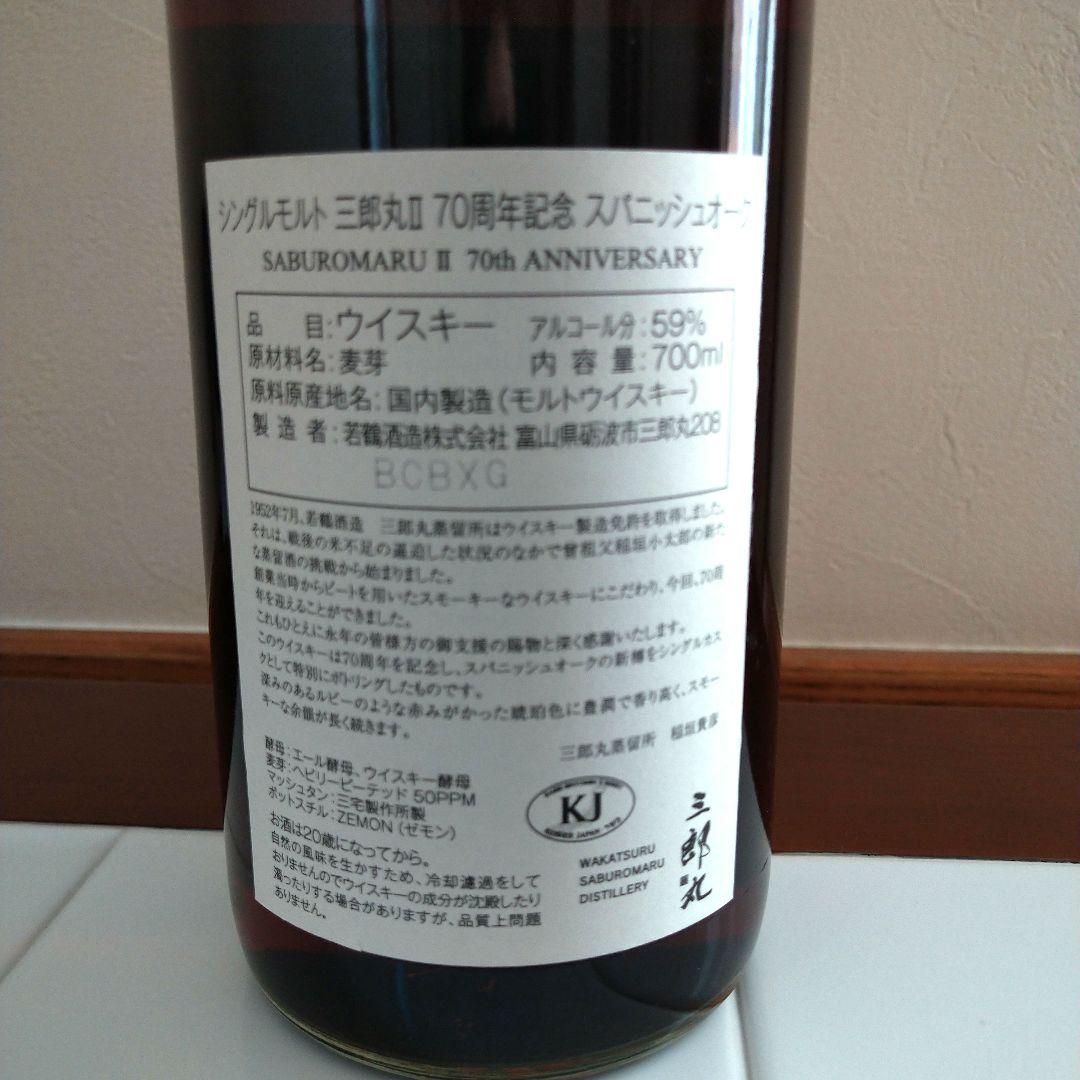 シングルモルト 三郎丸Ⅱ 70周年記念 スパニッシュオーク
SABUROMARU Ⅱ 70th ANNIVERSARY
品 目:ウイスキー アルコール分:59%
原材料名:麦芽 内容量:700ml
原料原産地名:国内製造(モルトウイスキー)
製造者:若鶴酒造株式会社 富山県砺波市三郎丸208
BCBXG
1952年7月、若鶴酒造 三郎丸蒸留所はウイスキー製造免許を取得しました。
それは、戦後の米不足の逼迫した状況のなかで曾祖父稲垣小太郎の新た
な蒸留酒の挑戦から始まりました。
創業当時からピートを用いたスモーキーなウイスキーにこだわり、今回、70周
年を迎えることができました。
これもひとえに永年の皆様方の御支援の賜物と深く感謝いたします。
このウイスキーは70周年を記念し、スパニッシュオークの新樽をシングルカス
クとして特別にボトリングしたものです。
深みのあるルビーのような赤みがかった琥珀色に豊潤で香り高く、スモー
キーな余韻が長く続きます。
三郎丸蒸留所 稲垣貴彦
酵母:エール酵母、ウイスキー酵母
麦芽:ヘビリーピーテッド 50PPM
マッシュタン:三宅製作所製
ポットスチル:ZEMON(ゼモン)
お酒は20歳になってから。
自然の風味を生かすため、冷却濾過をして
おりませんのでウイスキーの成分が沈殿したり
濁ったりする場合がありますが、品質上問題
ありません。
KJ
WAKATSURU
SABUROMARU
DISTILLERY
三郎丸